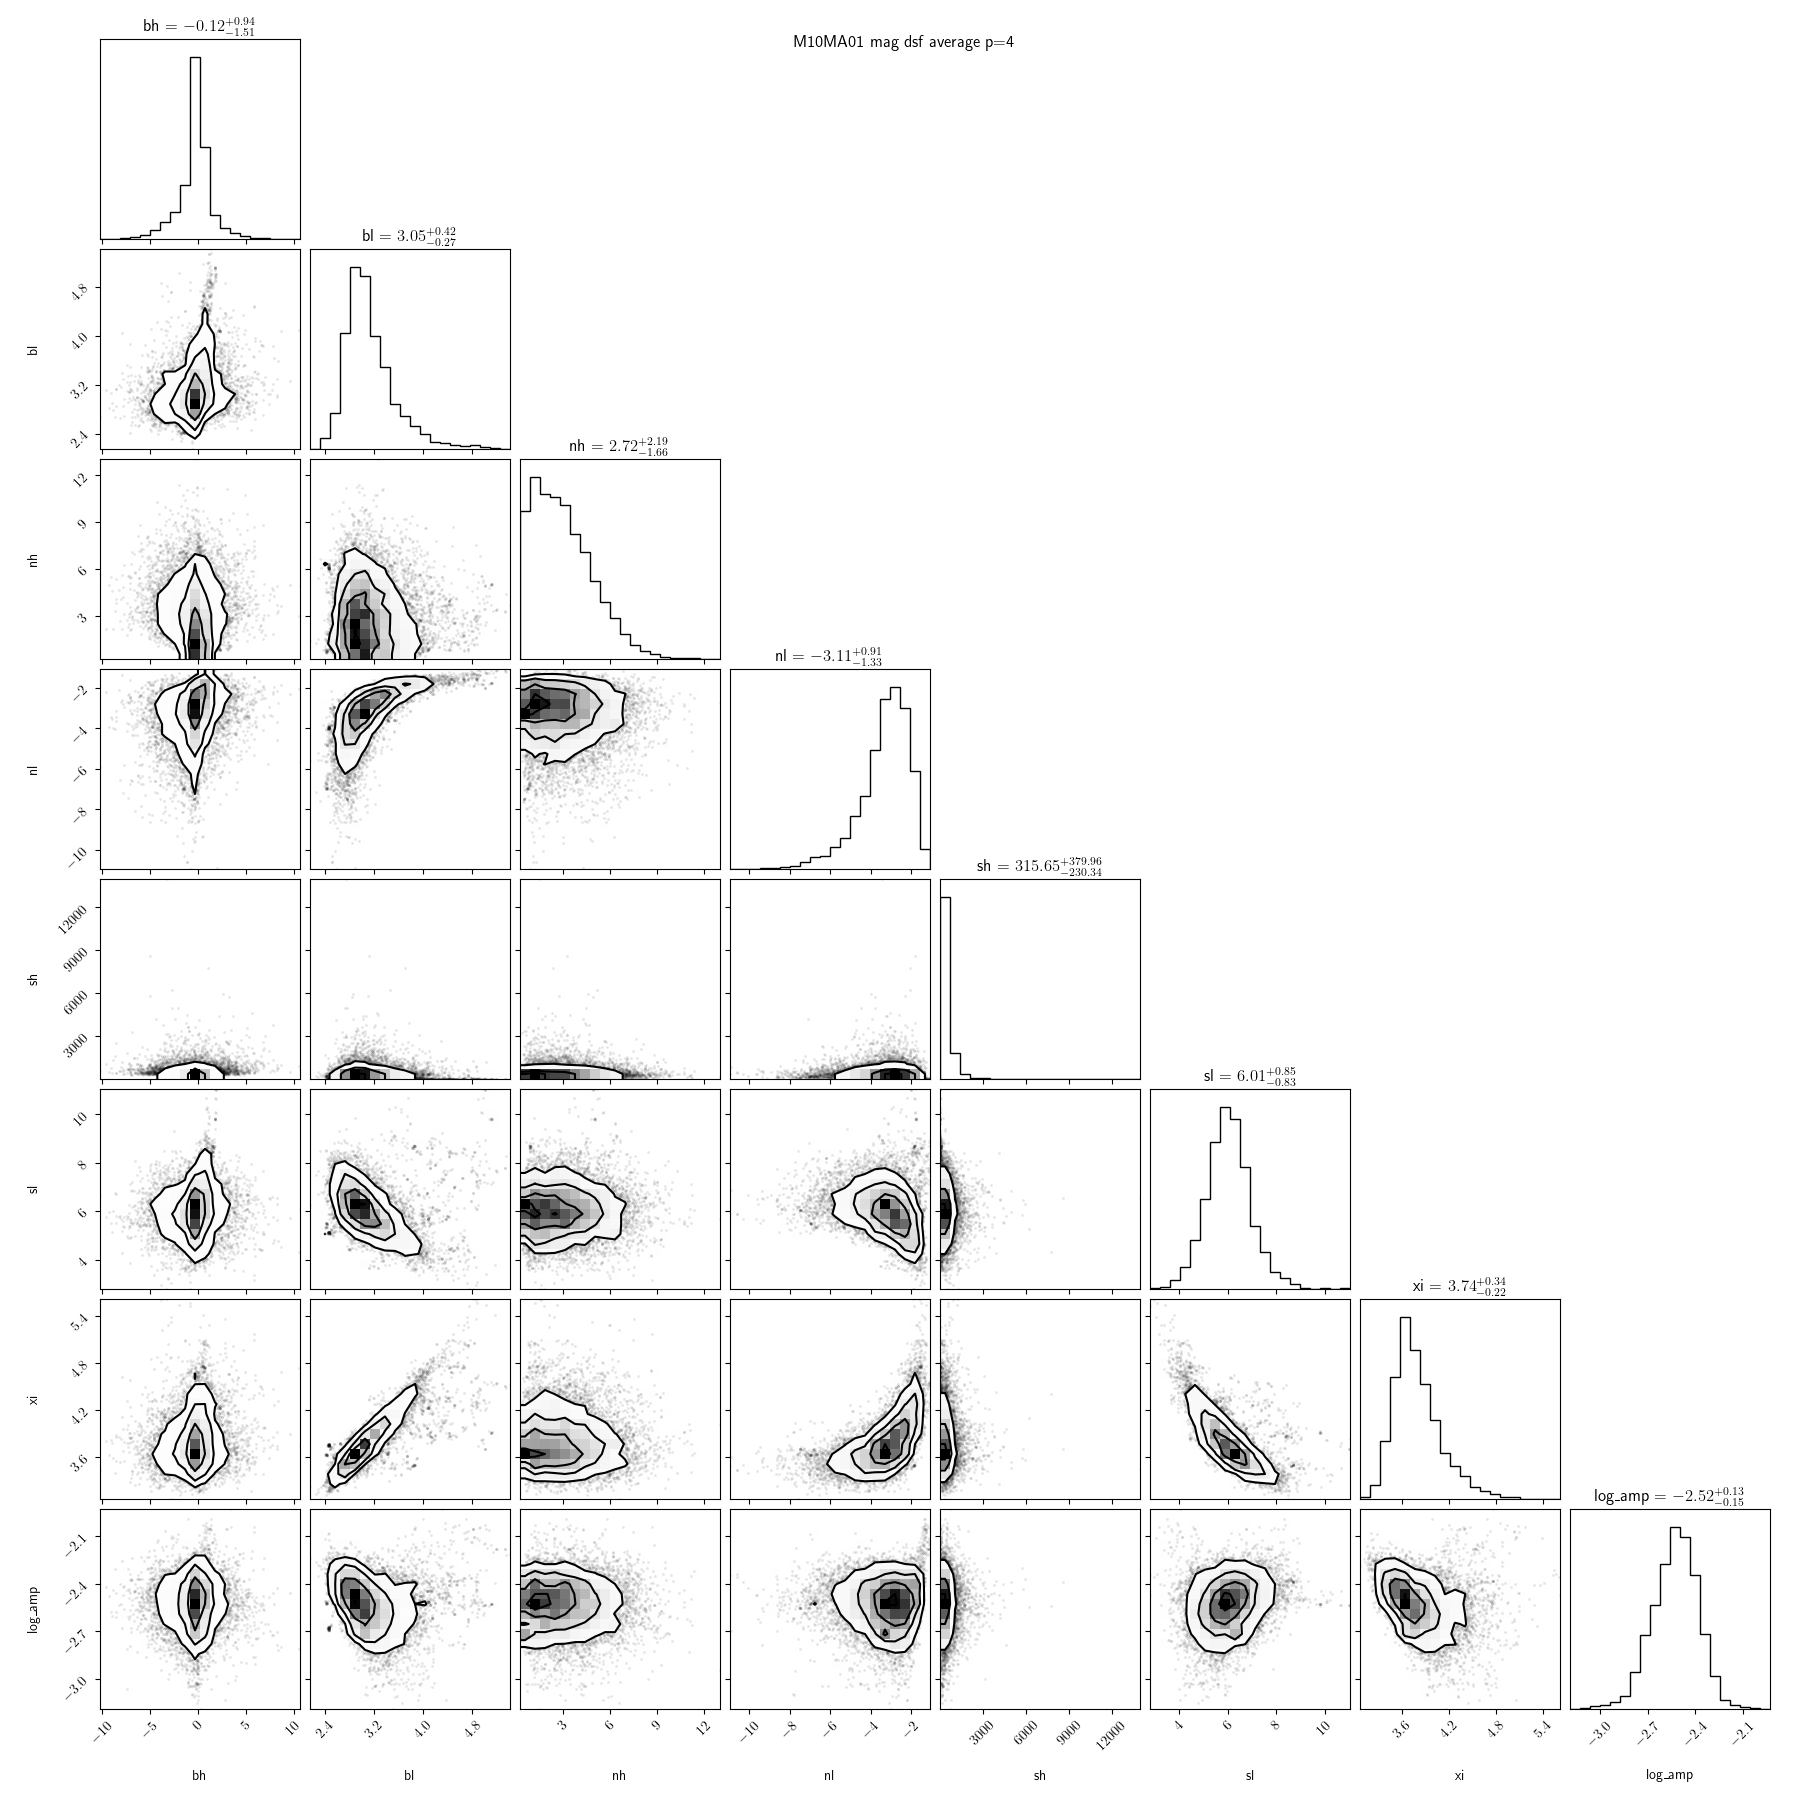 M10MA01 mag dsf average p=4
bh = −0.12 +0.94 −1.51
bl = 3.05 +0.42 −0.27
bl
4.8
4.0
3.2
2.4
nh = 2.72 +2.19 −1.66
nh
12
9
6
3
nl = −3.11 +0.91 −1.33
nl
−2
−4
−6
−8
−10
sh = 315.65 +379.96 −230.34
sh
12000
9000
6000
3000
sl = 6.01 +0.85 −0.83
sl
10
8
6
4
xi = 3.74 +0.34 −0.22
xi
5.4
4.8
4.2
3.6
log_amp = −2.52 +0.13 −0.15
log_amp
−2.1
−2.4
−2.7
−3.0
−10 −5 0 5 10
2.4 3.2 4.0 4.8
3 6 9 12
−10 −8 −6 −4 −2
3000 6000 9000 12000
4 6 8 10
3.6 4.2 4.8 5.4
−3.0 −2.7 −2.4 −2.1
bh bl nh nl sh sl xi log_amp